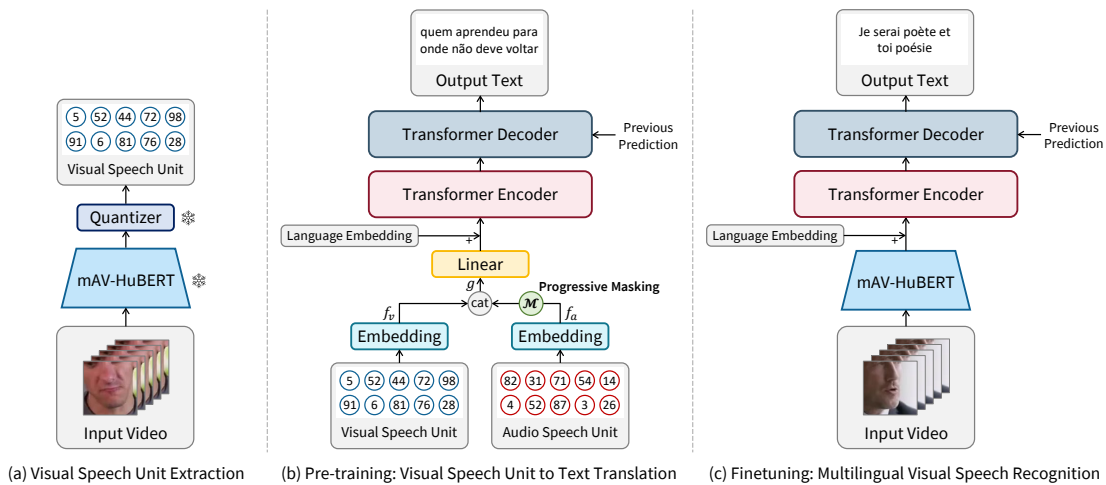 5 52 44 72 98
91 6 81 76 28
Visual Speech Unit
Quantizer
mAV-HuBERT
Input Video
(a) Visual Speech Unit Extraction
quem aprendeu para
onde não deve voltar
Output Text
Transformer Decoder
Previous
Prediction
Transformer Encoder
Language Embedding
+
Linear
g
Progressive Masking
cat
M
f_v
f_a
Embedding
Embedding
5 52 44 72 98
91 6 81 76 28
Visual Speech Unit
82 31 71 54 14
4 52 87 3 26
Audio Speech Unit
(b) Pre-training: Visual Speech Unit to Text Translation
Je serai poète et
toi poésie
Output Text
Transformer Decoder
Previous
Prediction
Transformer Encoder
Language Embedding
+
mAV-HuBERT
Input Video
(c) Finetuning: Multilingual Visual Speech Recognition